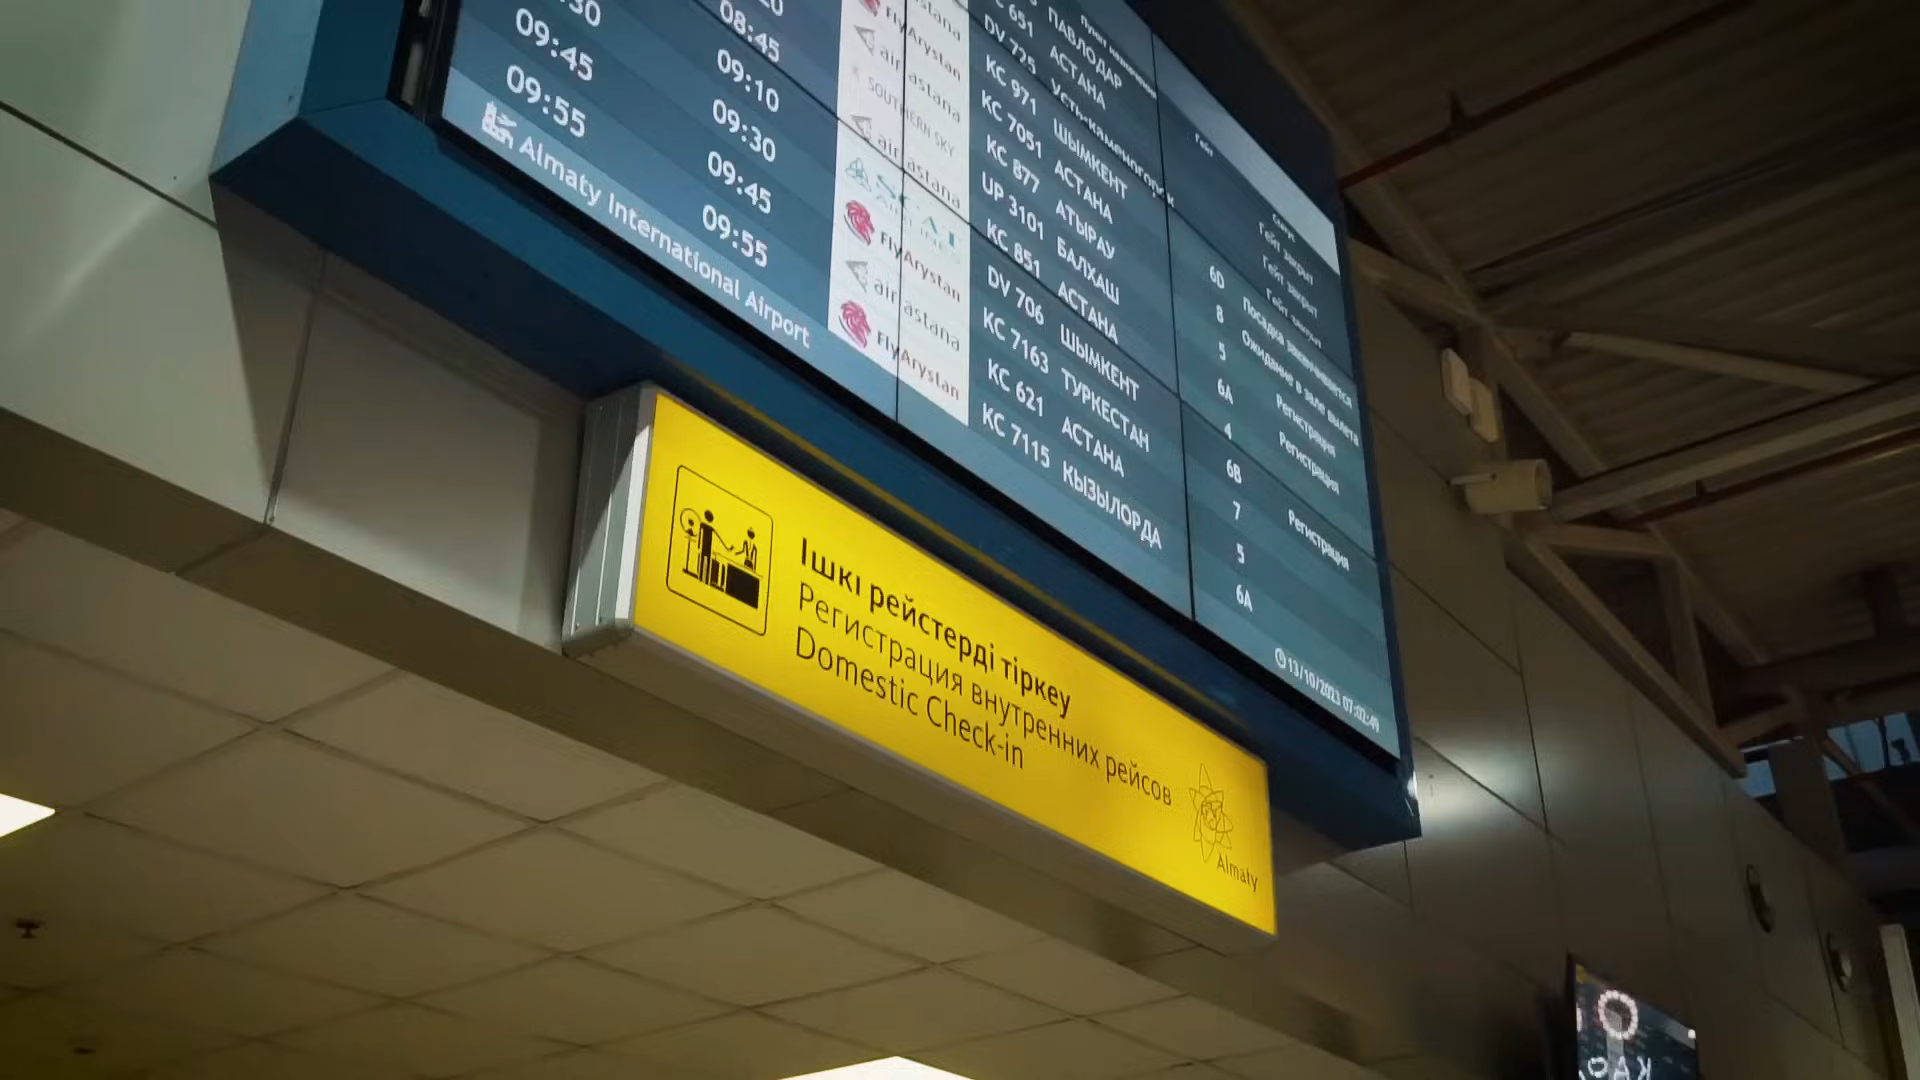 :30
09:45
09:55
Almaty International Airport
08:45
09:10
09:30
09:45
09:55
FlyArystan
air astana
SOUTHERN SKY
air astana
SCAT
AIRLINES
FlyArystan
air astana
FlyArystan
651 АСТАНА
ПАВЛОДАР
DV 725 Усть-каменогорск
KC 971 ШЫМКЕНТ
KC 7051 АСТАНА
KC 877 АТЫРАУ
UP 3101 БАЛХАШ
KC 851 АСТАНА
DV 706 ШЫМКЕНТ
KC 7163 ТУРКЕСТАН
KC 621 АСТАНА
KC 7115 КЫЗЫЛОРДА
Гейт
Статус
Гейт закрыт
Гейт закрыт
Гейт закрыт
6D Посадка заканчивается
8 Ожидание в зале вылета
5 Регистрация
6A Регистрация
4
6B Регистрация
7
5
6A
13/10/2023 07:02:49
Ішкі рейстерді тіркеу
Регистрация внутренних рейсов
Domestic Check-in
Almaty